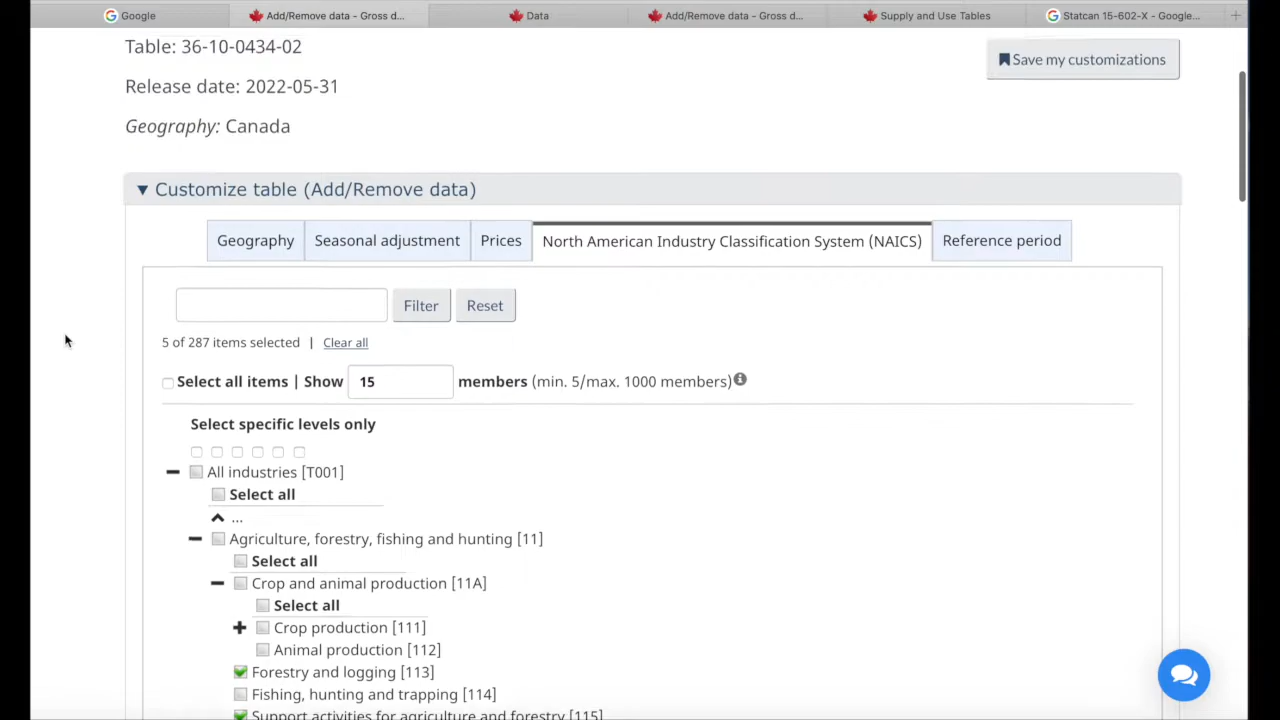 Google
Add/Remove data - Gross d...
Data
Add/Remove data - Gross d...
Supply and Use Tables
Statcan 15-602-X - Google...
Table: 36-10-0434-02
Save my customizations
Release date: 2022-05-31
Geography: Canada
Customize table (Add/Remove data)
Geography
Seasonal adjustment
Prices
North American Industry Classification System (NAICS)
Reference period
Filter
Reset
5 of 287 items selected | Clear all
Select all items | Show 15 members (min. 5/max. 1000 members)
Select specific levels only
All industries [T001]
Select all
...
Agriculture, forestry, fishing and hunting [11]
Select all
Crop and animal production [11A]
Select all
Crop production [111]
Animal production [112]
Forestry and logging [113]
Fishing, hunting and trapping [114]
Support activities for agriculture and forestry [115]